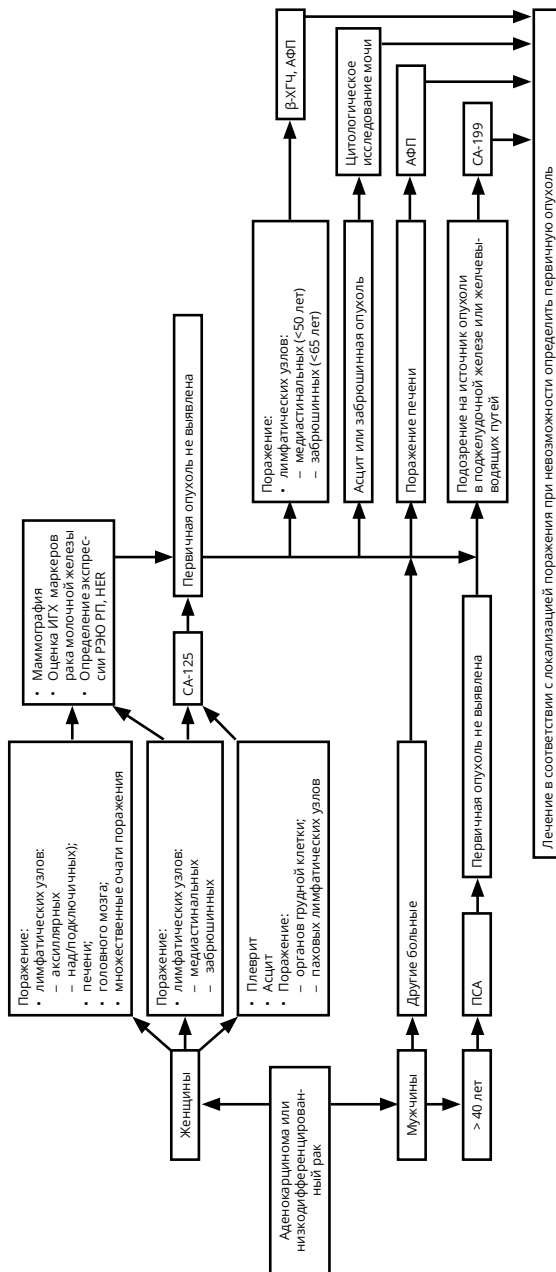 Аденокарцинома или
низкодифференцирован-
ный рак
Женщины
Мужчины
> 40 лет
Поражение:
• лимфатических узлов:
– аксиллярных
– над/подключичных);
• печени;
• головного мозга;
• множественные очаги поражения
Поражение:
• лимфатических узлов:
– медиастинальных
– забрюшинных
• Плеврит
• Асцит
• Поражение:
– органов грудной клетки;
– паховых лимфатических узлов
Другие больные
ПСА
• Маммография
• Оценка ИГХ маркеров
рака молочной железы
• Определение экспрес-
сии РЭЮ РП, HER
СА-125
Первичная опухоль не выявлена
Первичная опухоль не выявлена
Поражение:
• лимфатических узлов:
– медиастинальных (<50 лет)
– забрюшинных (<65 лет)
Асцит или забрюшинная опухоль
Поражение печени
Подозрение на источник опухоли
в поджелудочной железе или желчевы-
водящих путей
β-ХГЧ, АФП
Цитологическое
исследование мочи
АФП
СА-199
Лечение в соответствии с локализацией поражения при невозможности определить первичную опухоль